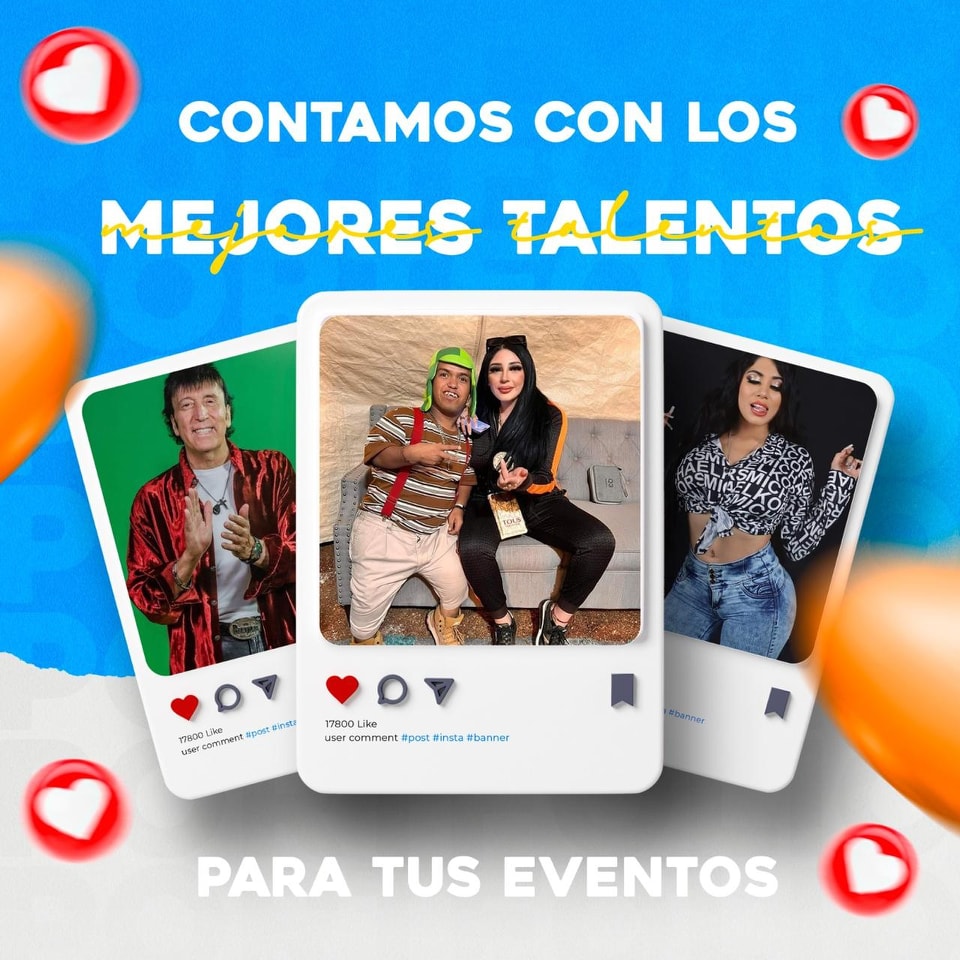 CONTAMOS CON LOS
MEJORES TALENTOS
mejores talentos
TOUS
17800 Like
user comment #post #insta
17800 Like
user comment #post #insta #banner
#banner
PARA TUS EVENTOS